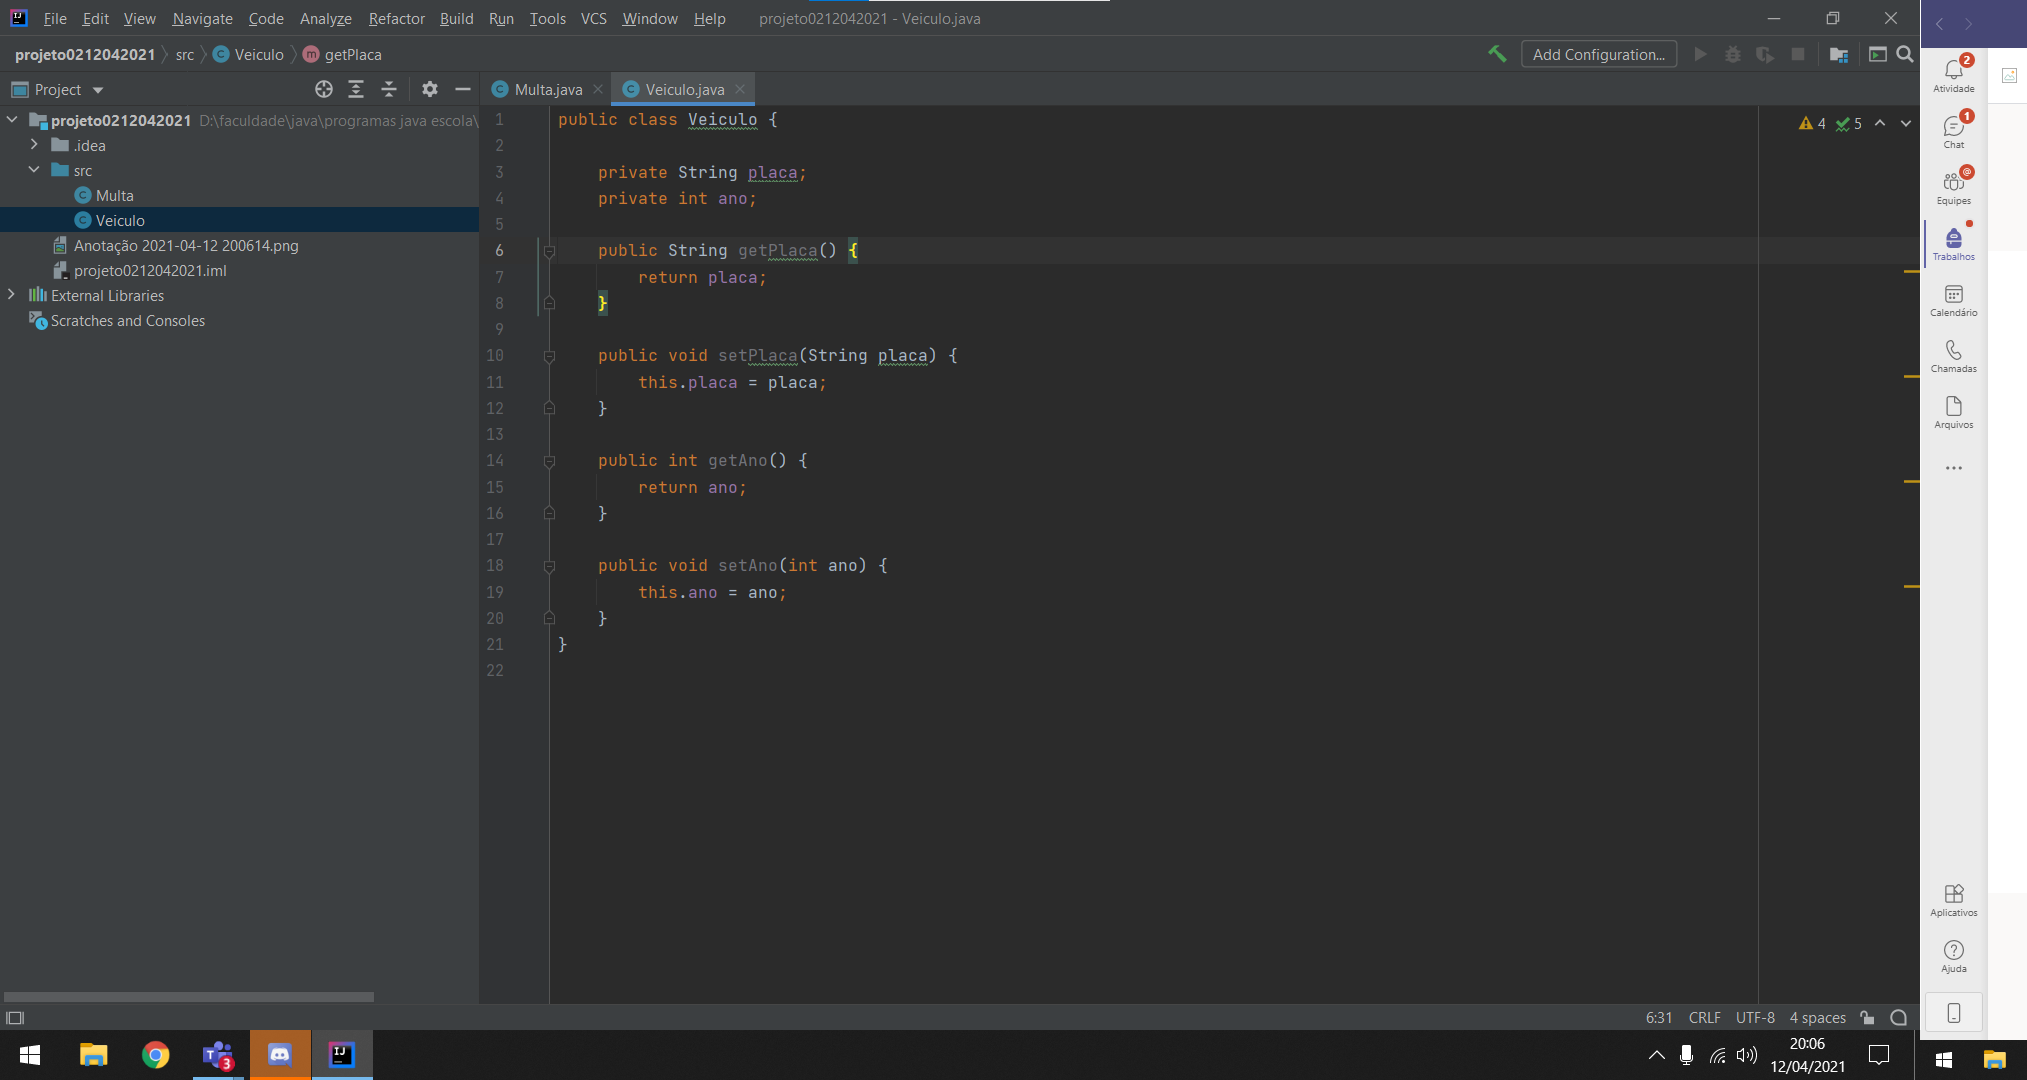 File Edit View Navigate Code Analyze Refactor Build Run Tools VCS Window Help projeto0212042021 - Veiculo.java
projeto0212042021 src Veiculo getPlaca Add Configuration...
Project
Multa.java Veiculo.java
projeto0212042021 D:\faculdade\java\programas java escola\
.idea
src
Multa
Veiculo
Anotação 2021-04-12 200614.png
projeto0212042021.iml
External Libraries
Scratches and Consoles
4 5
1 public class Veiculo {
2
3 private String placa;
4 private int ano;
5
6 public String getPlaca() {
7 return placa;
8 }
9
10 public void setPlaca(String placa) {
11 this.placa = placa;
12 }
13
14 public int getAno() {
15 return ano;
16 }
17
18 public void setAno(int ano) {
19 this.ano = ano;
20 }
21 }
22
6:31 CRLF UTF-8 4 spaces
2
Atividade
1
Chat
@
Equipes
Trabalhos
Calendário
Chamadas
Arquivos
...
Aplicativos
Ajuda
T 3
IJ
20:06
12/04/2021